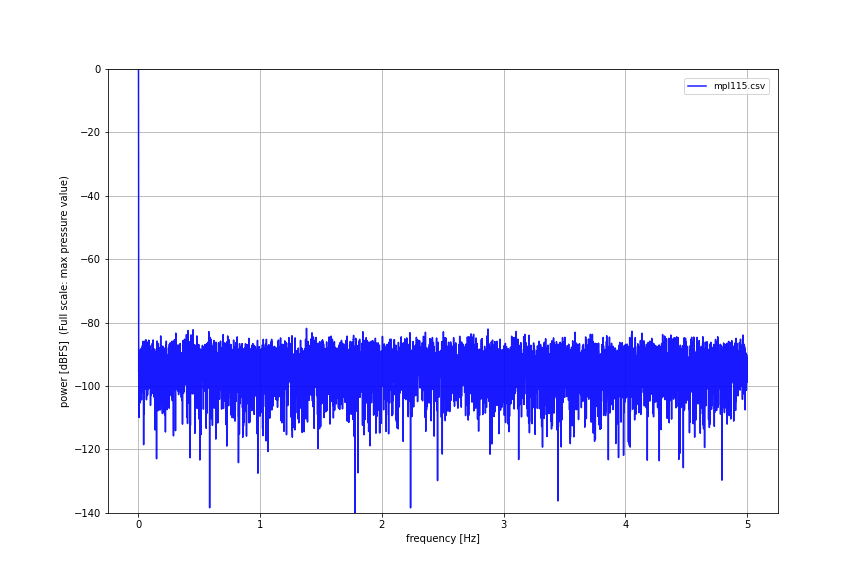 mpl115.csv
0
−20
−40
−60
−80
−100
−120
−140
power [dBFS]  (Full scale: max pressure value)
0 1 2 3 4 5
frequency [Hz]